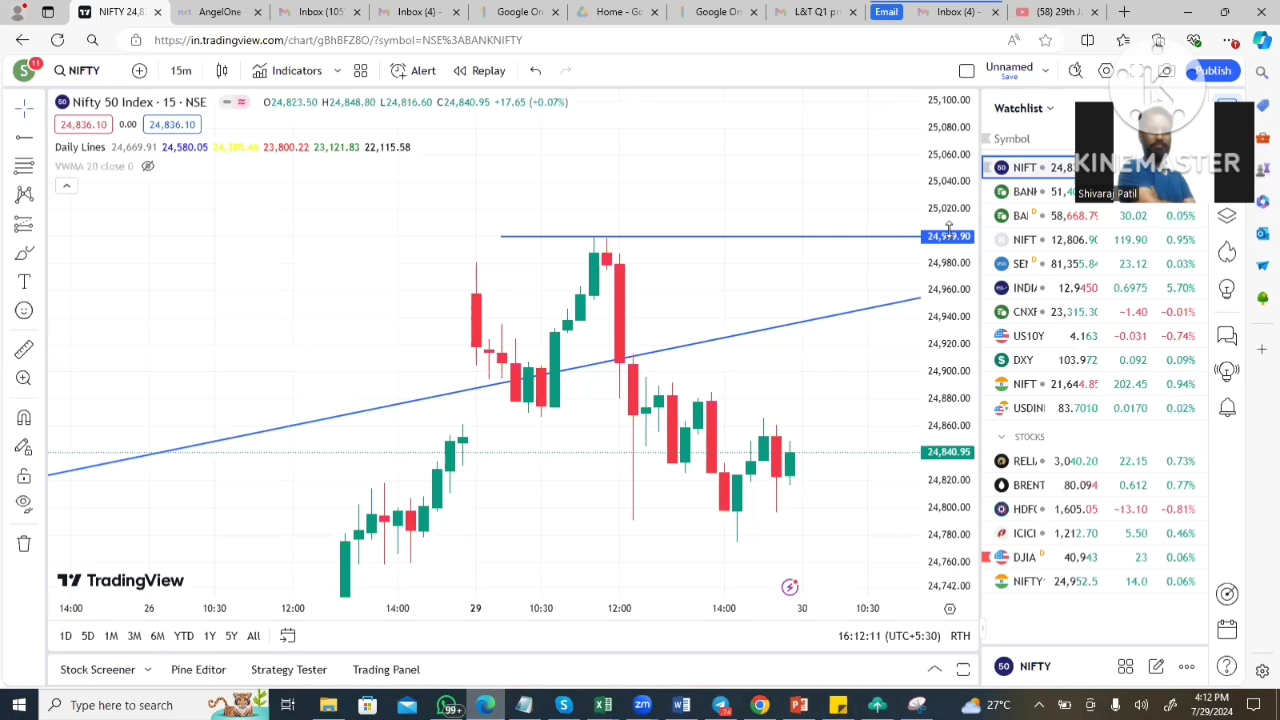 NIFTY 24,8
AngelOne
Inbox (105
Inbox (4) -
Google On
Home - Go
Google On
L&T Q1 pr
Email
Inbox (4) -
(58) 29th J
https://in.tradingview.com/chart/gBhBFZ8O/?symbol=NSE%3ABANKNIFTY
S 11
NIFTY
15m
Indicators
Alert
Replay
Unnamed
Save
Publish
Nifty 50 Index · 15 · NSE
O24,823.50 H24,848.80 L24,816.60 C24,840.95 +17.65 (+0.07%)
24,836.10 0.00 24,836.10
Daily Lines 24,669.91 24,580.05 23,800.22 23,121.83 22,115.58
VWMA 20 close 0
25,100.00
25,080.00
25,060.00
25,040.00
25,020.00
24,980.00
24,960.00
24,940.00
24,920.00
24,900.00
24,880.00
24,860.00
24,840.95
24,820.00
24,800.00
24,780.00
24,760.00
24,742.00
TradingView
14:00 26 10:30 12:00 14:00 29 10:30 12:00 14:00 30 10:30
1D 5D 1M 3M 6M YTD 1Y 5Y All
16:12:11 (UTC+5:30) RTH
Stock Screener Pine Editor Strategy Tester Trading Panel
Watchlist
Symbol
K
KINEMASTER
Shivaraj Patil
NIFT 24,83
BANK 51,40
BAI D 58,668.79 30.02 0.05%
NIFT 12,806.90 119.90 0.95%
SEN D 81,355.84 23.12 0.03%
INDIA 12.9450 0.6975 5.70%
CNXF 23,315.30 −1.40 −0.01%
US10Y 4.163 −0.031 −0.74%
DXY 103.972 0.092 0.09%
NIFT 21,644.85 202.45 0.94%
USDINI 83.7010 0.0170 0.02%
STOCKS
RELI 3,040.20 22.15 0.73%
BRENT 80.094 0.612 0.77%
HDFC 1,605.05 −13.10 −0.81%
ICICI 1,212.70 5.50 0.46%
DJIA D 40,943 23 0.06%
NIFTY 24,952.5 14.0 0.06%
50 NIFTY
Type here to search
99+
24
27°C
4:12 PM
7/29/2024